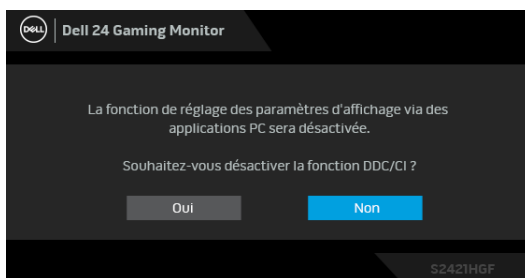 DELL Dell 24 Gaming Monitor
La fonction de réglage des paramètres d'affichage via des
applications PC sera désactivée.
Souhaitez-vous désactiver la fonction DDC/CI ?
Oui Non
S2421HGF